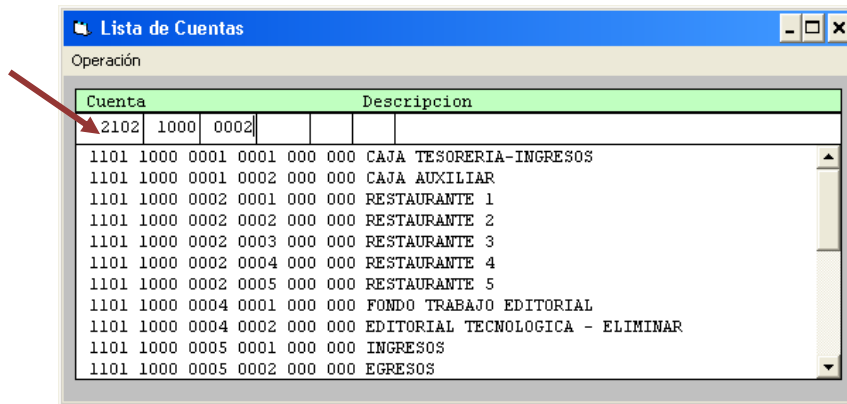 Lista de Cuentas
Operación
Cuenta Descripcion
2102 1000 0002
1101 1000 0001 0001 000 000 CAJA TESORERIA-INGRESOS
1101 1000 0001 0002 000 000 CAJA AUXILIAR
1101 1000 0002 0001 000 000 RESTAURANTE 1
1101 1000 0002 0002 000 000 RESTAURANTE 2
1101 1000 0002 0003 000 000 RESTAURANTE 3
1101 1000 0002 0004 000 000 RESTAURANTE 4
1101 1000 0002 0005 000 000 RESTAURANTE 5
1101 1000 0004 0001 000 000 FONDO TRABAJO EDITORIAL
1101 1000 0004 0002 000 000 EDITORIAL TECNOLOGICA - ELIMINAR
1101 1000 0005 0001 000 000 INGRESOS
1101 1000 0005 0002 000 000 EGRESOS